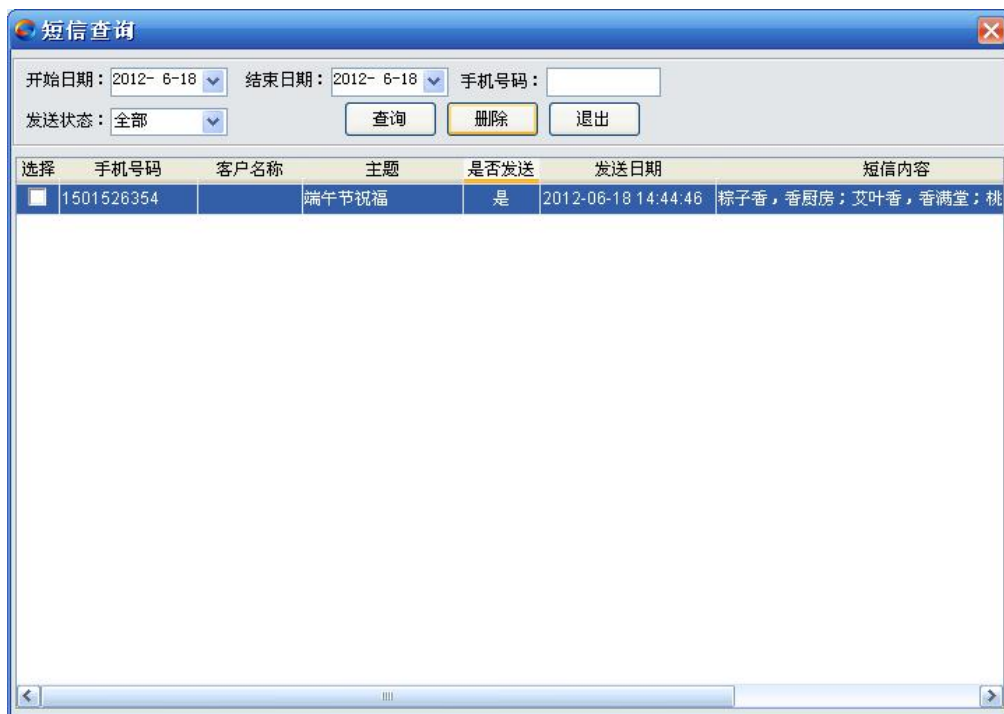 短信查询
开始日期：2012- 6-18 结束日期：2012- 6-18 手机号码：
发送状态：全部 查询 删除 退出
选择 手机号码 客户名称 主题 是否发送 发送日期 短信内容
1501526354 端午节祝福 是 2012-06-18 14:44:46 粽子香，香厨房；艾叶香，香满堂；桃